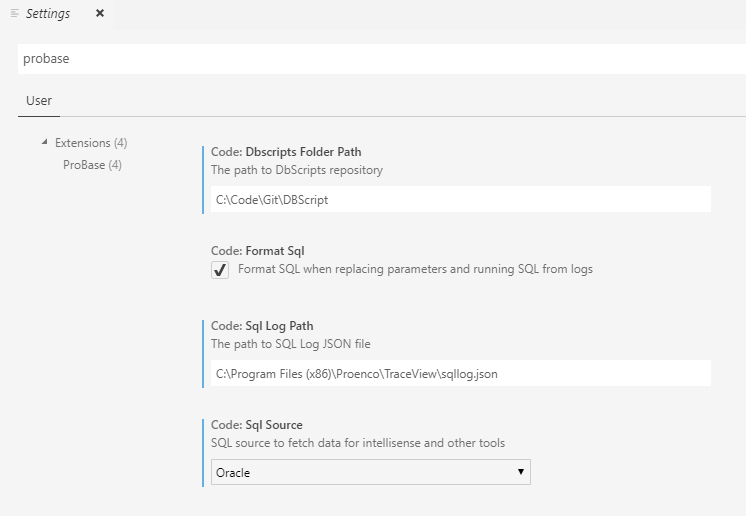 Settings
probase
User
Extensions (4)
ProBase (4)
Code: Dbscripts Folder Path
The path to DbScripts repository
C:\Code\Git\DBScript
Code: Format Sql
Format SQL when replacing parameters and running SQL from logs
Code: Sql Log Path
The path to SQL Log JSON file
C:\Program Files (x86)\Proenco\TraceView\sqllog.json
Code: Sql Source
SQL source to fetch data for intellisense and other tools
Oracle